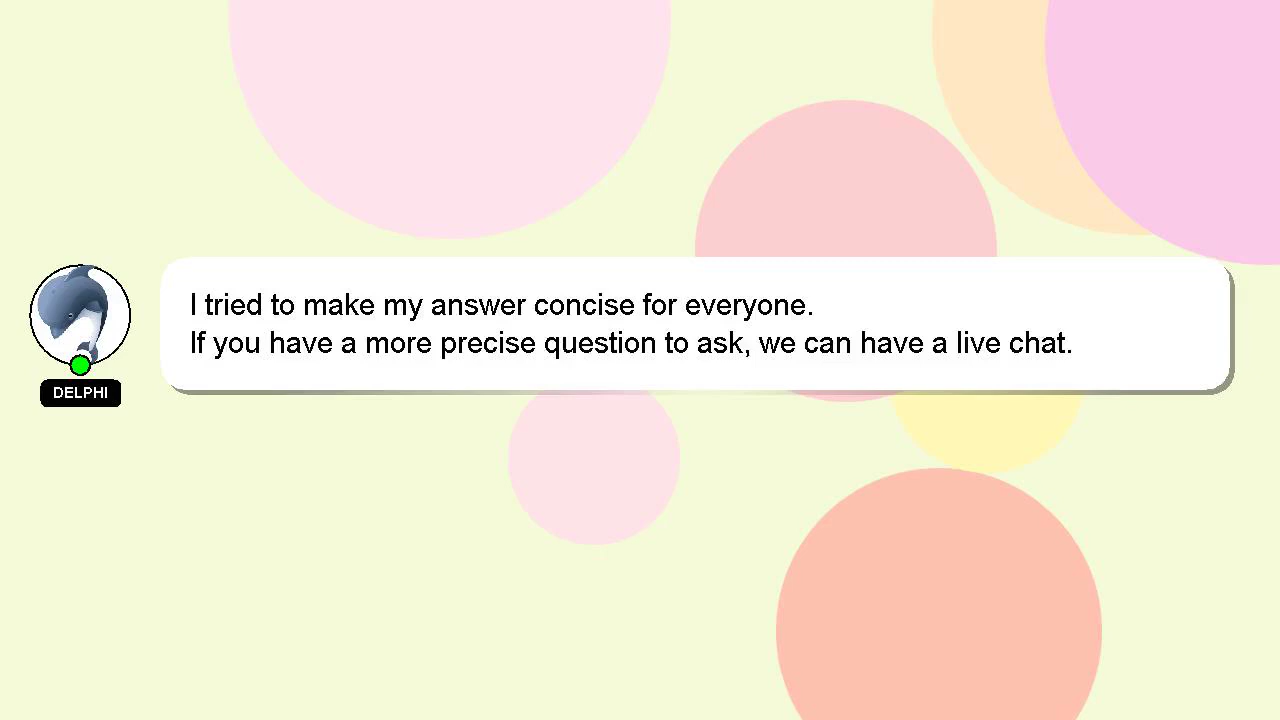 I tried to make my answer concise for everyone.
If you have a more precise question to ask, we can have a live chat.
DELPHI